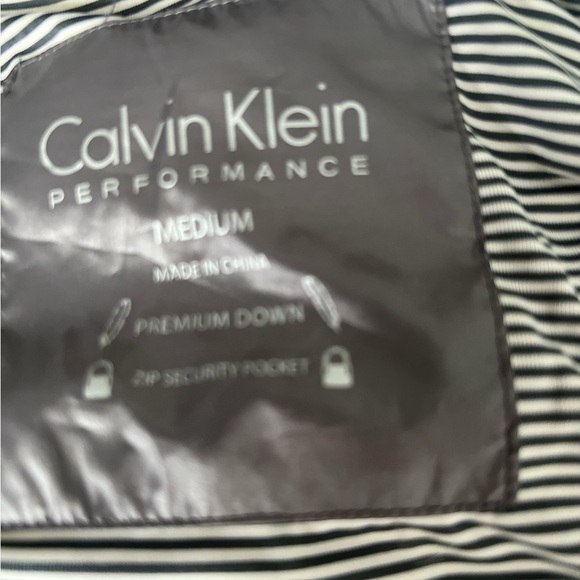 Calvin Klein
PERFORMANCE
MEDIUM
MADE IN CHINA
PREMIUM DOWN
ZIP SECURITY POCKET